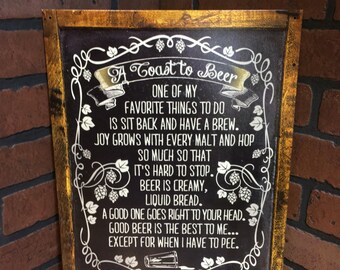 A Toast to Beer
ONE OF MY
FAVORITE THINGS TO DO
IS SIT BACK AND HAVE A BREW.
JOY GROWS WITH EVERY MALT AND HOP
SO MUCH SO THAT
IT'S HARD TO STOP.
BEER IS CREAMY,
LIQUID BREAD.
A GOOD ONE GOES RIGHT TO YOUR HEAD,
GOOD BEER IS THE BEST TO ME...
EXCEPT FOR WHEN I HAVE TO PEE.